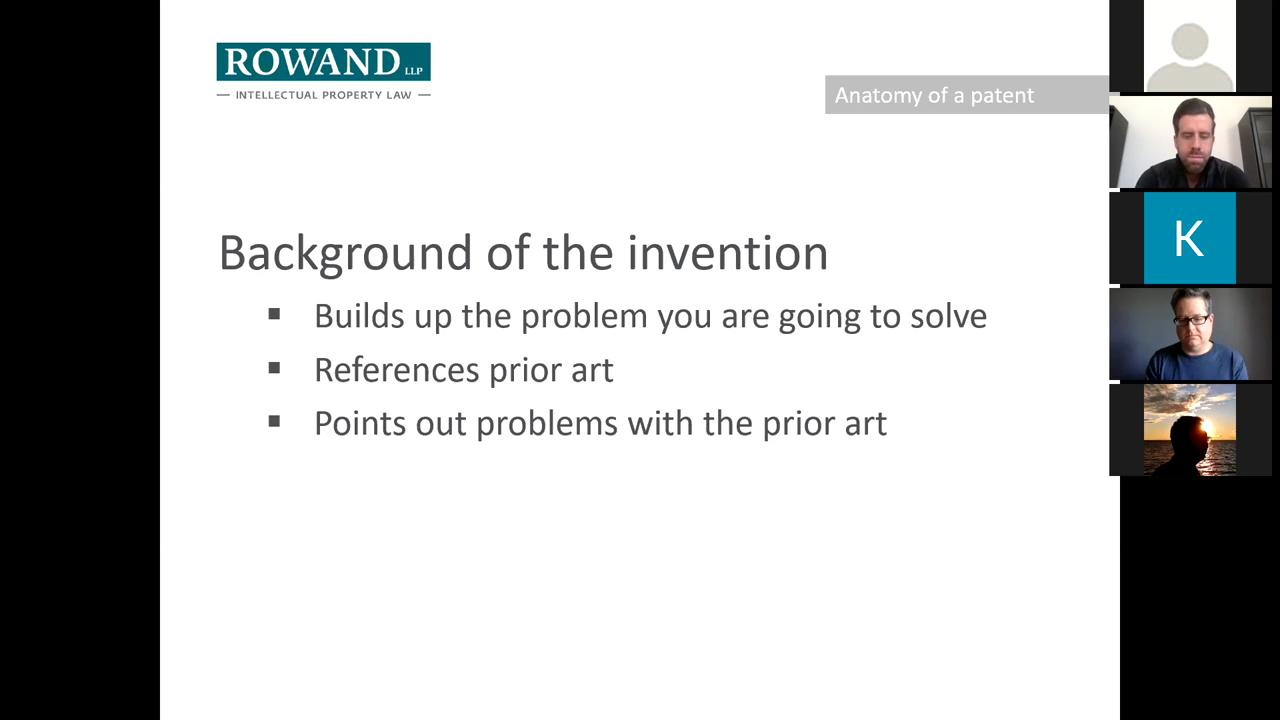 ROWAND LLP
— INTELLECTUAL PROPERTY LAW —
Anatomy of a patent
Background of the invention
▪ Builds up the problem you are going to solve
▪ References prior art
▪ Points out problems with the prior art
K